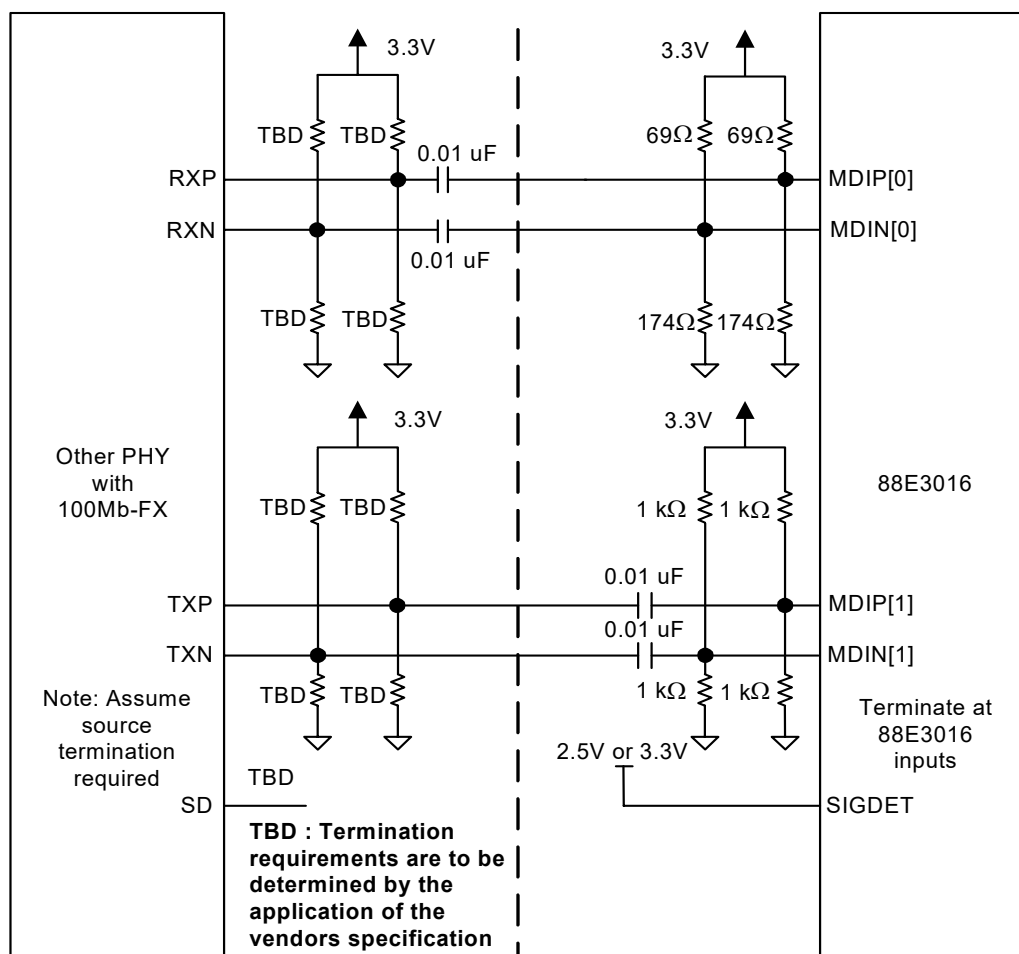 3.3V
3.3V
TBD
TBD
69Ω
69Ω
0.01 uF
RXP
MDIP[0]
RXN
MDIN[0]
0.01 uF
TBD
TBD
174Ω
174Ω
3.3V
3.3V
Other PHY
with
100Mb-FX
TBD
TBD
1 kΩ
1 kΩ
88E3016
0.01 uF
TXP
MDIP[1]
0.01 uF
TXN
MDIN[1]
TBD
TBD
1 kΩ
1 kΩ
Note: Assume
source
termination
required
Terminate at
88E3016
inputs
2.5V or 3.3V
TBD
SD
SIGDET
TBD : Termination
requirements are to be
determined by the
application of the
vendors specification